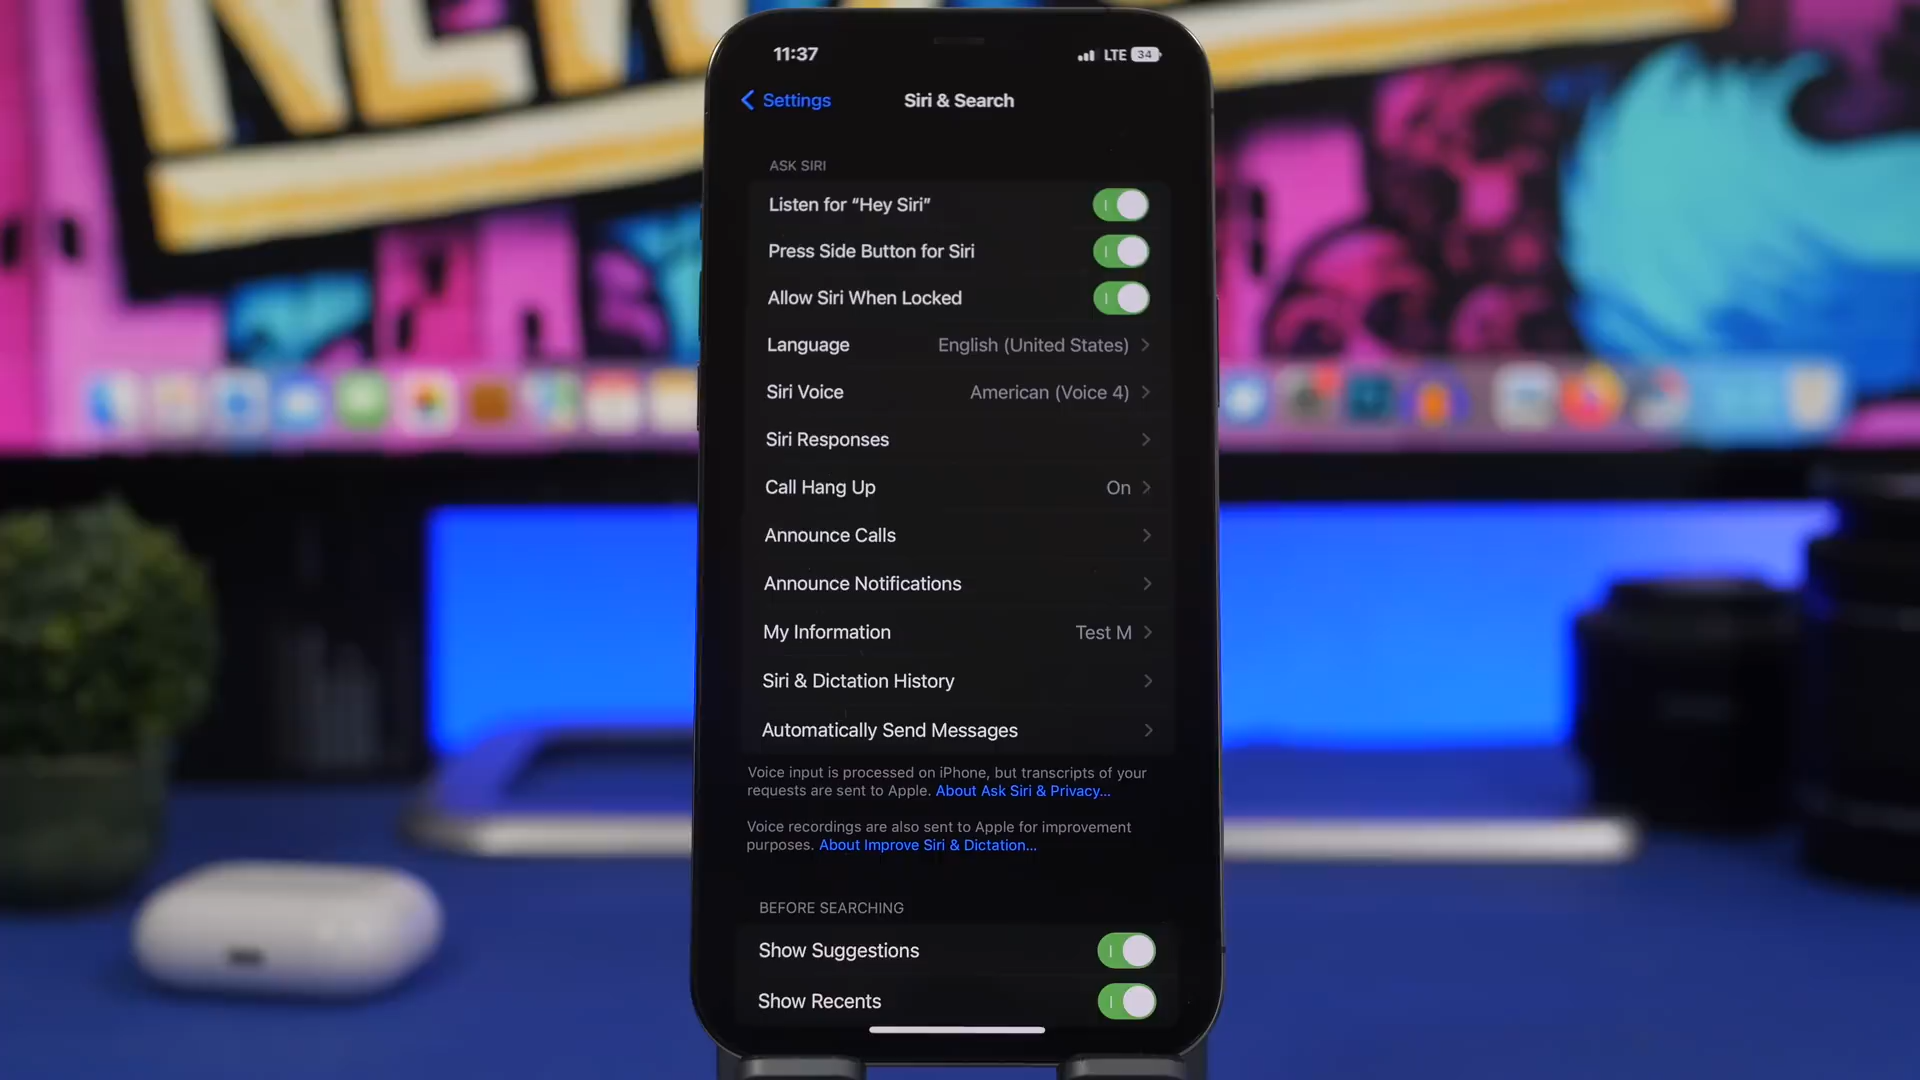 NEW
11:37
LTE 34
Settings
Siri & Search
ASK SIRI
Listen for “Hey Siri”
Press Side Button for Siri
Allow Siri When Locked
Language English (United States)
Siri Voice American (Voice 4)
Siri Responses
Call Hang Up On
Announce Calls
Announce Notifications
My Information Test M
Siri & Dictation History
Automatically Send Messages
Voice input is processed on iPhone, but transcripts of your
requests are sent to Apple. About Ask Siri & Privacy...
Voice recordings are also sent to Apple for improvement
purposes. About Improve Siri & Dictation...
BEFORE SEARCHING
Show Suggestions
Show Recents